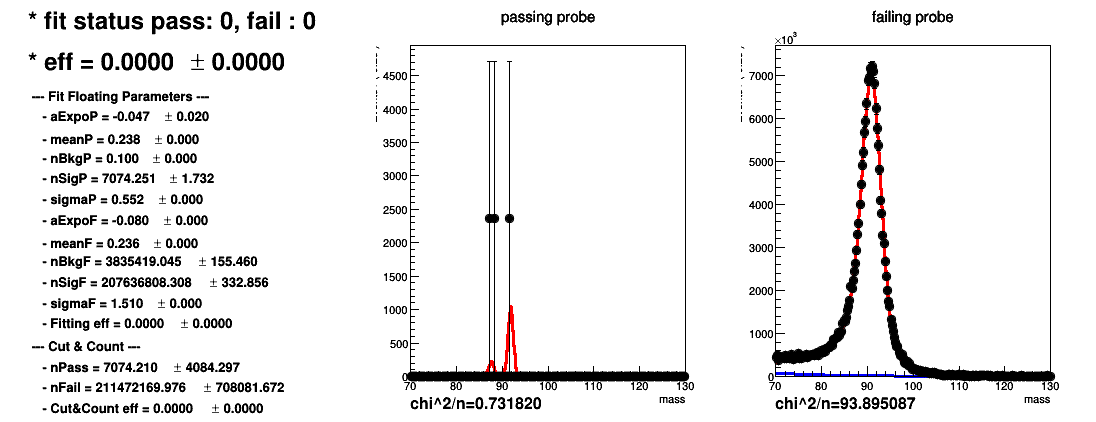 * fit status pass: 0, fail : 0
* eff = 0.0000 ± 0.0000
--- Fit Floating Parameters ---
- aExpoP = -0.047 ± 0.020
- meanP = 0.238 ± 0.000
- nBkgP = 0.100 ± 0.000
- nSigP = 7074.251 ± 1.732
- sigmaP = 0.552 ± 0.000
- aExpoF = -0.080 ± 0.000
- meanF = 0.236 ± 0.000
- nBkgF = 3835419.045 ± 155.460
- nSigF = 207636808.308 ± 332.856
- sigmaF = 1.510 ± 0.000
- Fitting eff = 0.0000 ± 0.0000
--- Cut & Count ---
- nPass = 7074.210 ± 4084.297
- nFail = 211472169.976 ± 708081.672
- Cut&Count eff = 0.0000 ± 0.0000
passing probe
4500
4000
3500
3000
2500
2000
1500
1000
500
0
70 80 90 100 110 120 130
mass
chi^2/n=0.731820
failing probe
×10³
7000
6000
5000
4000
3000
2000
1000
0
70 80 90 100 110 120 130
mass
chi^2/n=93.895087